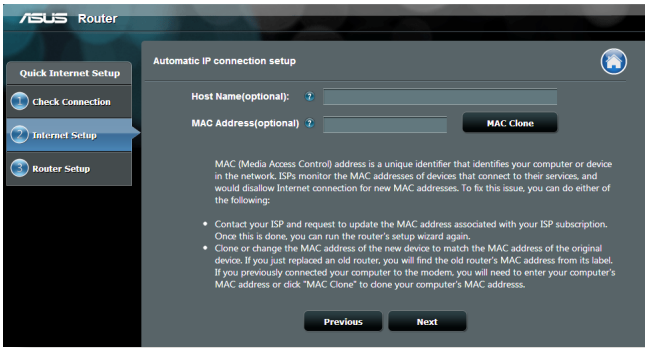 ASUS Router
Quick Internet Setup
1 Check Connection
2 Internet Setup
3 Router Setup
Automatic IP connection setup
Host Name(optional): ?
MAC Address(optional) ? MAC Clone
MAC (Media Access Control) address is a unique identifier that identifies your computer or device
in the network. ISPs monitor the MAC addresses of devices that connect to their services, and
would disallow Internet connection for new MAC addresses. To fix this issue, you can do either of
the following:
• Contact your ISP and request to update the MAC address associated with your ISP subscription.
Once this is done, you can run the router's setup wizard again.
• Clone or change the MAC address of the new device to match the MAC address of the original
device. If you just replaced an old router, you will find the old router's MAC address from its label.
If you previously connected your computer to the modem, you will need to enter your computer's
MAC address or click "MAC Clone" to clone your computer's MAC addresss.
Previous Next